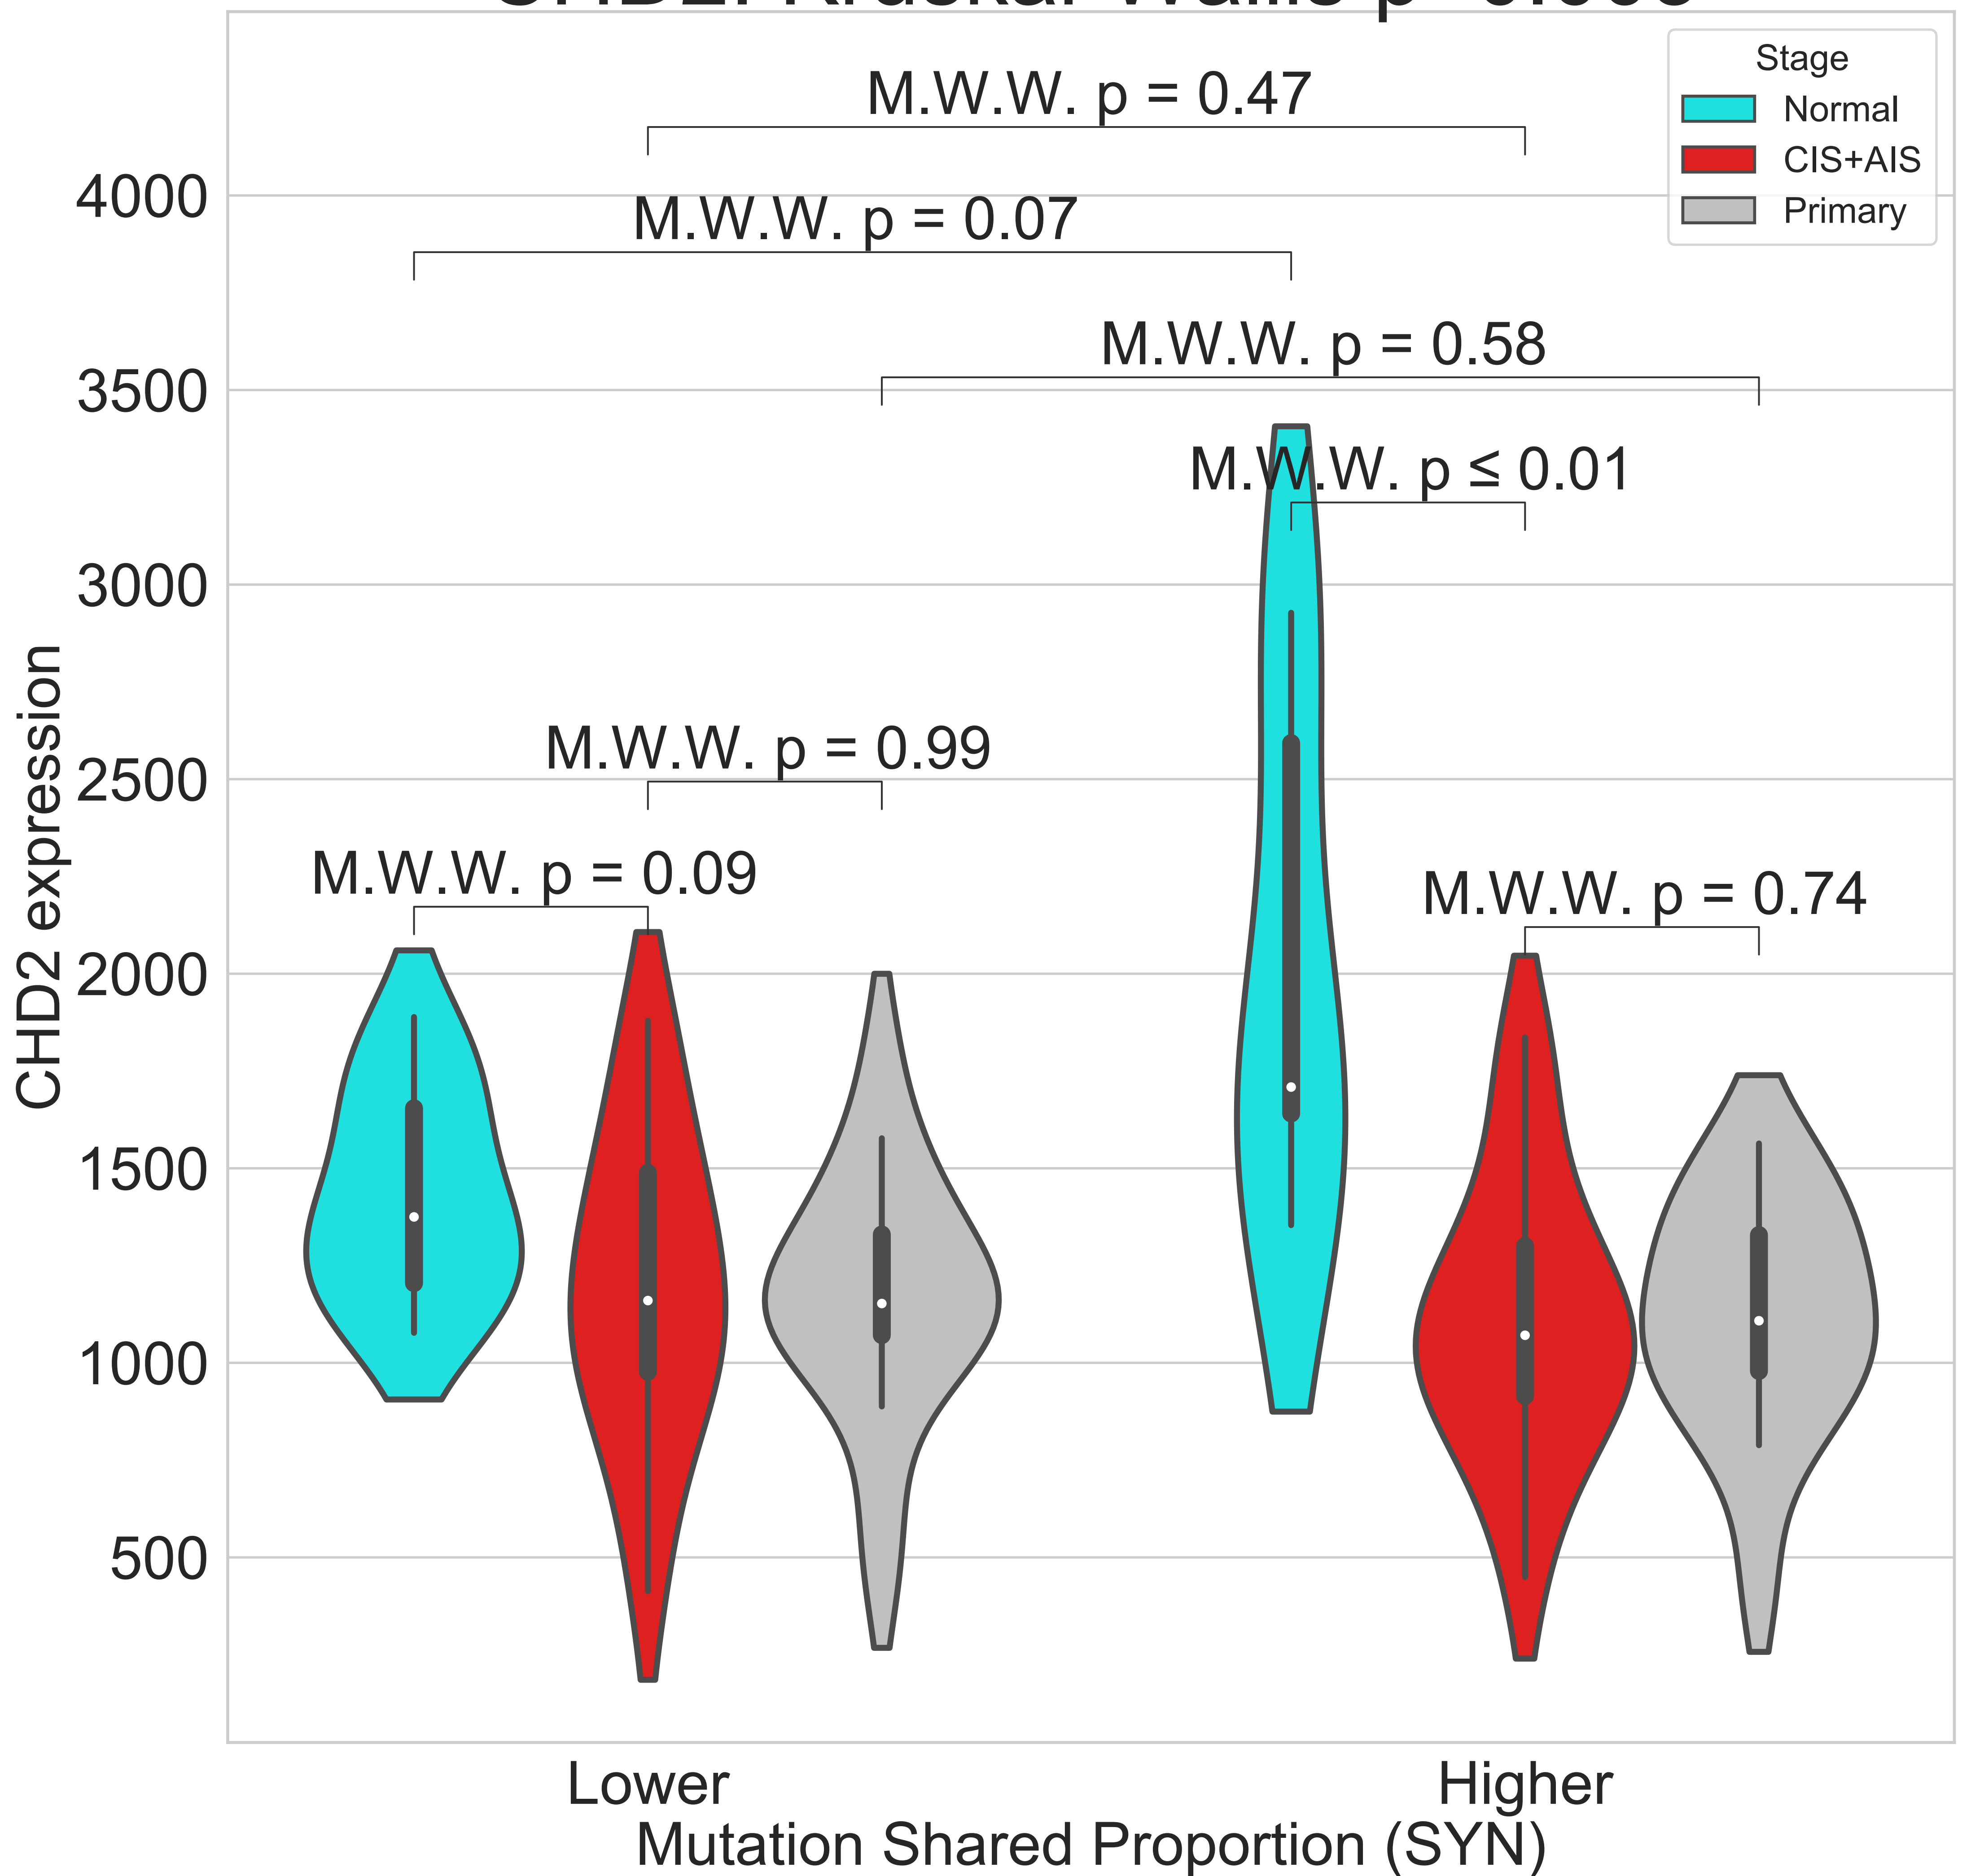 Stage
Normal
CIS+AIS
Primary
M.W.W. p = 0.47
M.W.W. p = 0.07
M.W.W. p = 0.58
M.W.W. p ≤ 0.01
M.W.W. p = 0.99
M.W.W. p = 0.09
M.W.W. p = 0.74
CHD2 expression
4000
3500
3000
2500
2000
1500
1000
500
Lower
Higher
Mutation Shared Proportion (SYN)